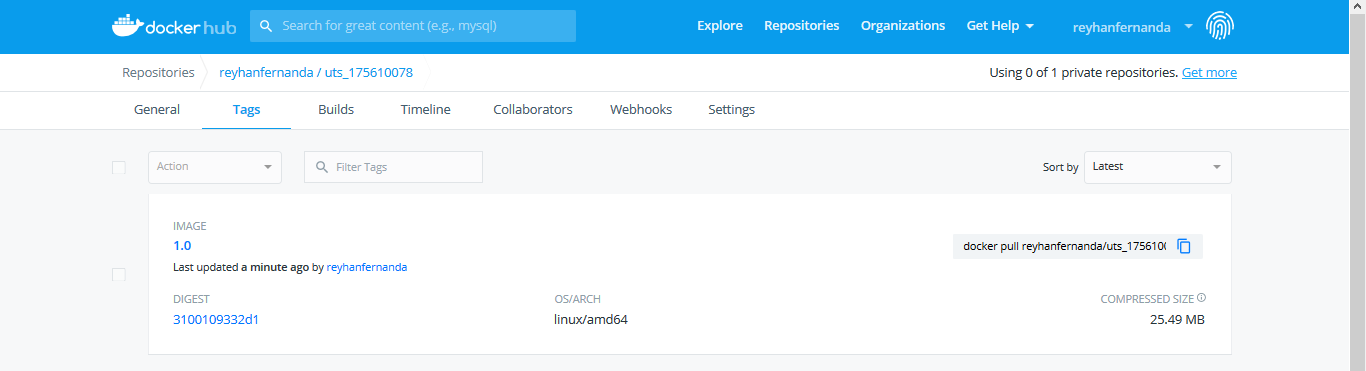 docker hub Search for great content (e.g., mysql) Explore Repositories Organizations Get Help reyhanfernanda
Repositories reyhanfernanda / uts_175610078 Using 0 of 1 private repositories. Get more
General Tags Builds Timeline Collaborators Webhooks Settings
Action Filter Tags Sort by Latest
IMAGE
1.0
docker pull reyhanfernanda/uts_175610
Last updated a minute ago by reyhanfernanda
DIGEST OS/ARCH COMPRESSED SIZE
3100109332d1 linux/amd64 25.49 MB